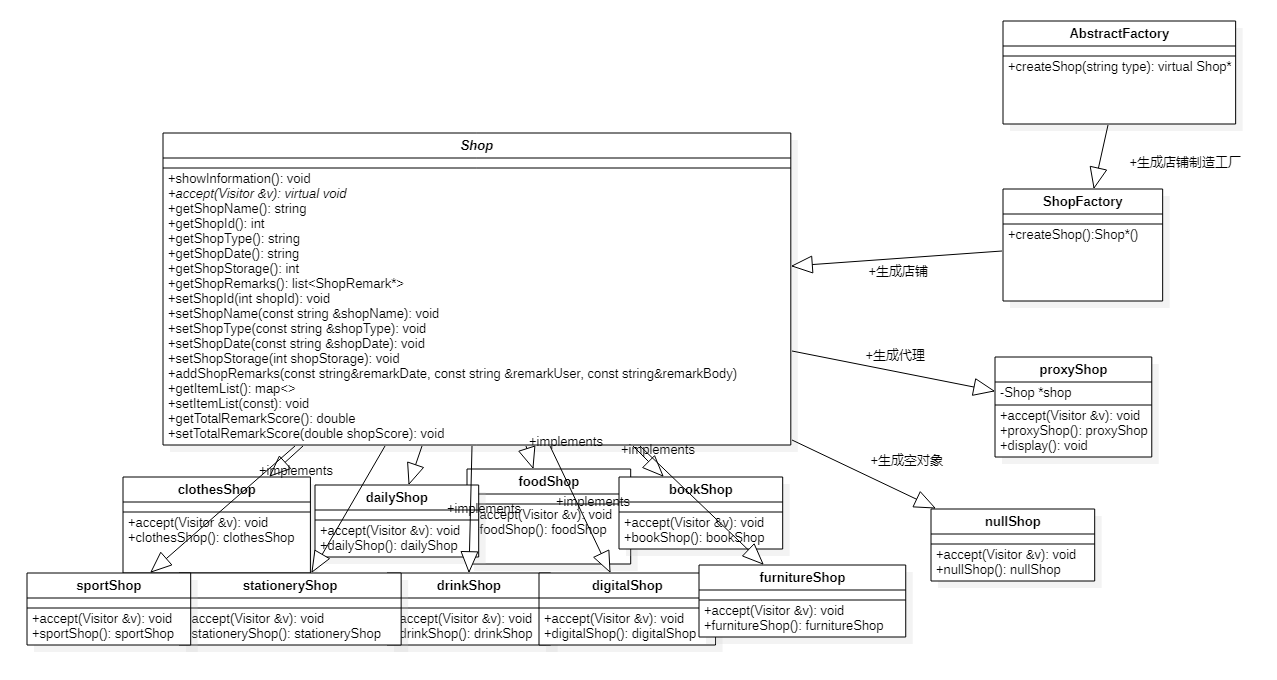 AbstractFactory
+createShop(string type): virtual Shop*
+生成店铺制造工厂
ShopFactory
+createShop():Shop*()
+生成店铺
Shop
+showInformation(): void
+accept(Visitor &v): virtual void
+getShopName(): string
+getShopId(): int
+getShopType(): string
+getShopDate(): string
+getShopStorage(): int
+getShopRemarks(): list<ShopRemark*>
+setShopId(int shopId): void
+setShopName(const string &shopName): void
+setShopType(const string &shopType): void
+setShopDate(const string &shopDate): void
+setShopStorage(int shopStorage): void
+addShopRemarks(const string&remarkDate, const string &remarkUser, const string&remarkBody)
+getItemList(): map<>
+setItemList(const): void
+getTotalRemarkScore(): double
+setTotalRemarkScore(double shopScore): void
+生成代理
proxyShop
-Shop *shop
+accept(Visitor &v): void
+proxyShop(): proxyShop
+display(): void
+生成空对象
nullShop
+accept(Visitor &v): void
+nullShop(): nullShop
+implements
+implements
+implements
+implements
+implements
clothesShop
+accept(Visitor &v): void
+clothesShop(): clothesShop
dailyShop
+accept(Visitor &v): void
+dailyShop(): dailyShop
foodShop
accept(Visitor &v): void
foodShop(): foodShop
bookShop
+accept(Visitor &v): void
+bookShop(): bookShop
sportShop
+accept(Visitor &v): void
+sportShop(): sportShop
stationeryShop
accept(Visitor &v): void
stationeryShop(): stationeryShop
drinkShop
accept(Visitor &v): void
drinkShop(): drinkShop
digitalShop
+accept(Visitor &v): void
+digitalShop(): digitalShop
furnitureShop
+accept(Visitor &v): void
+furnitureShop(): furnitureShop